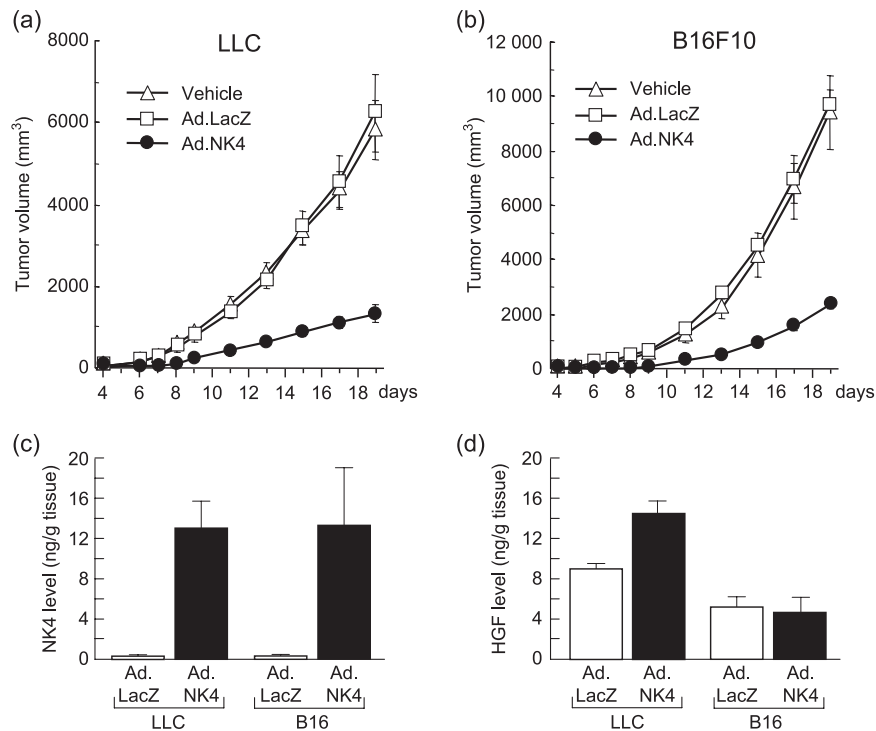 (a)
LLC
Vehicle
Ad.LacZ
Ad.NK4
Tumor volume (mm³)
8000
6000
4000
2000
0
4 6 8 10 12 14 16 18 days
(b)
B16F10
Vehicle
Ad.LacZ
Ad.NK4
Tumor volume (mm³)
12 000
10 000
8000
6000
4000
2000
0
4 6 8 10 12 14 16 18 days
(c)
NK4 level (ng/g tissue)
20
16
12
8
4
0
Ad. Ad. Ad. Ad.
LacZ NK4 LacZ NK4
LLC B16
(d)
HGF level (ng/g tissue)
20
16
12
8
4
0
Ad. Ad. Ad. Ad.
LacZ NK4 LacZ NK4
LLC B16